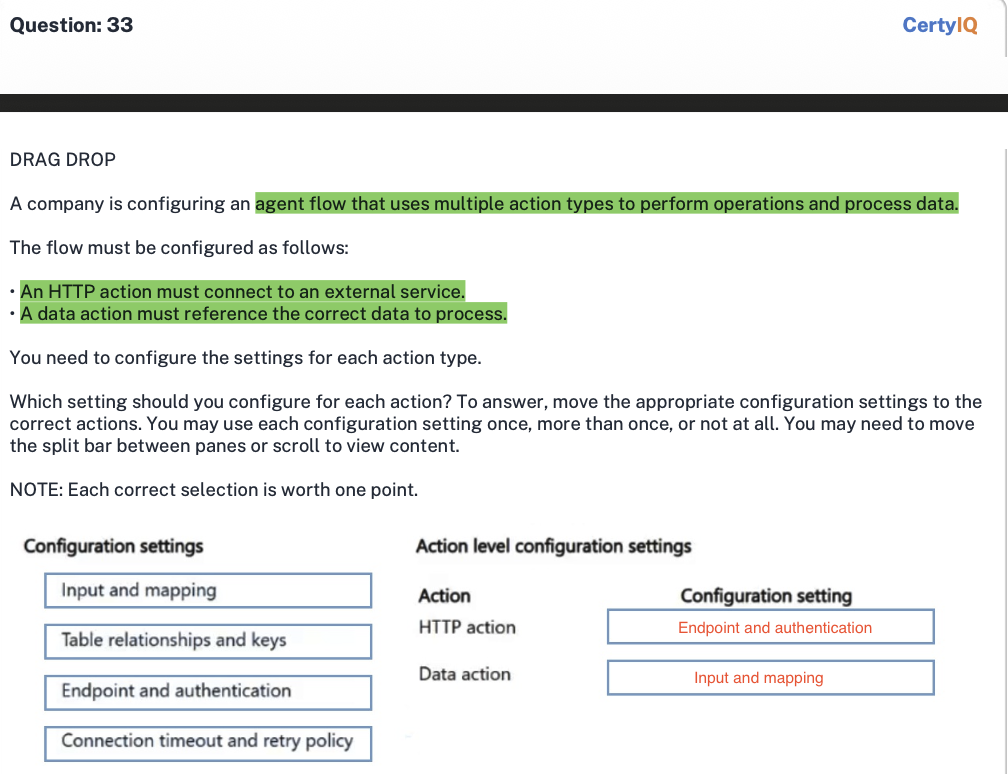 Question: 33
CertyIQ
DRAG DROP
A company is configuring an agent flow that uses multiple action types to perform operations and process data.
The flow must be configured as follows:
• An HTTP action must connect to an external service.
• A data action must reference the correct data to process.
You need to configure the settings for each action type.
Which setting should you configure for each action? To answer, move the appropriate configuration settings to the
correct actions. You may use each configuration setting once, more than once, or not at all. You may need to move
the split bar between panes or scroll to view content.
NOTE: Each correct selection is worth one point.
Configuration settings
Input and mapping
Table relationships and keys
Endpoint and authentication
Connection timeout and retry policy
Action level configuration settings
Action Configuration setting
HTTP action Endpoint and authentication
Data action Input and mapping